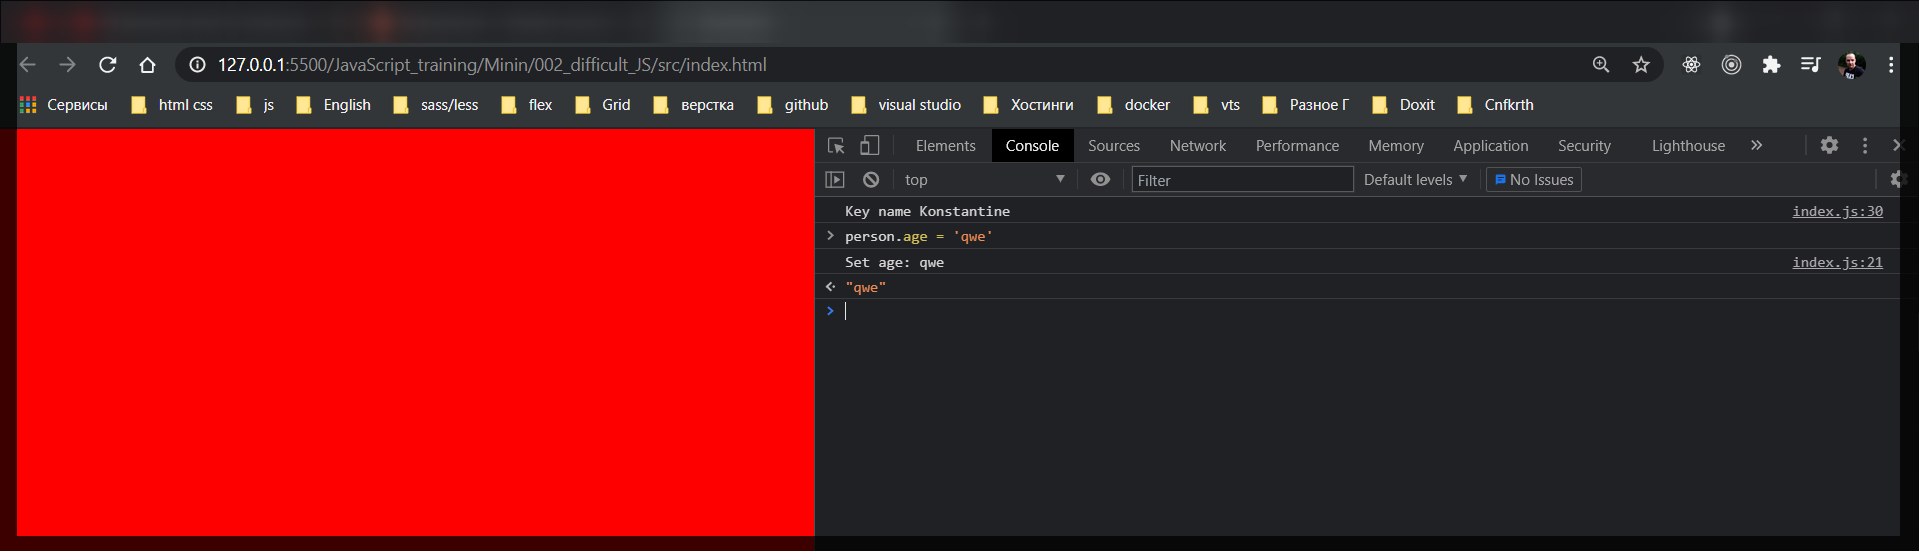 127.0.0.1:5500/JavaScript_training/Minin/002_difficult_JS/src/index.html
Сервисы html css js English sass/less flex Grid верстка github visual studio Хостинги docker vts Разное Г Doxit Cnfkrth
Elements Console Sources Network Performance Memory Application Security Lighthouse »
top Filter Default levels No Issues
Key name Konstantine index.js:30
> person.age = 'qwe'
Set age: qwe index.js:21
"qwe"
>